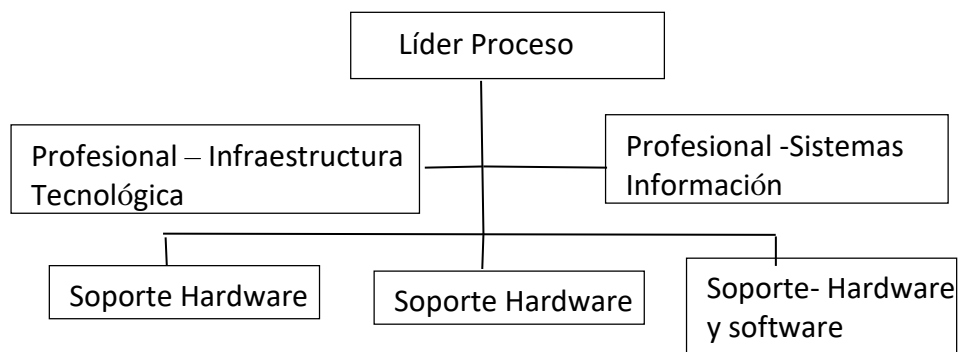 Líder Proceso
Profesional – Infraestructura
Tecnológica
Profesional -Sistemas
Información
Soporte Hardware
Soporte Hardware
Soporte- Hardware
y software